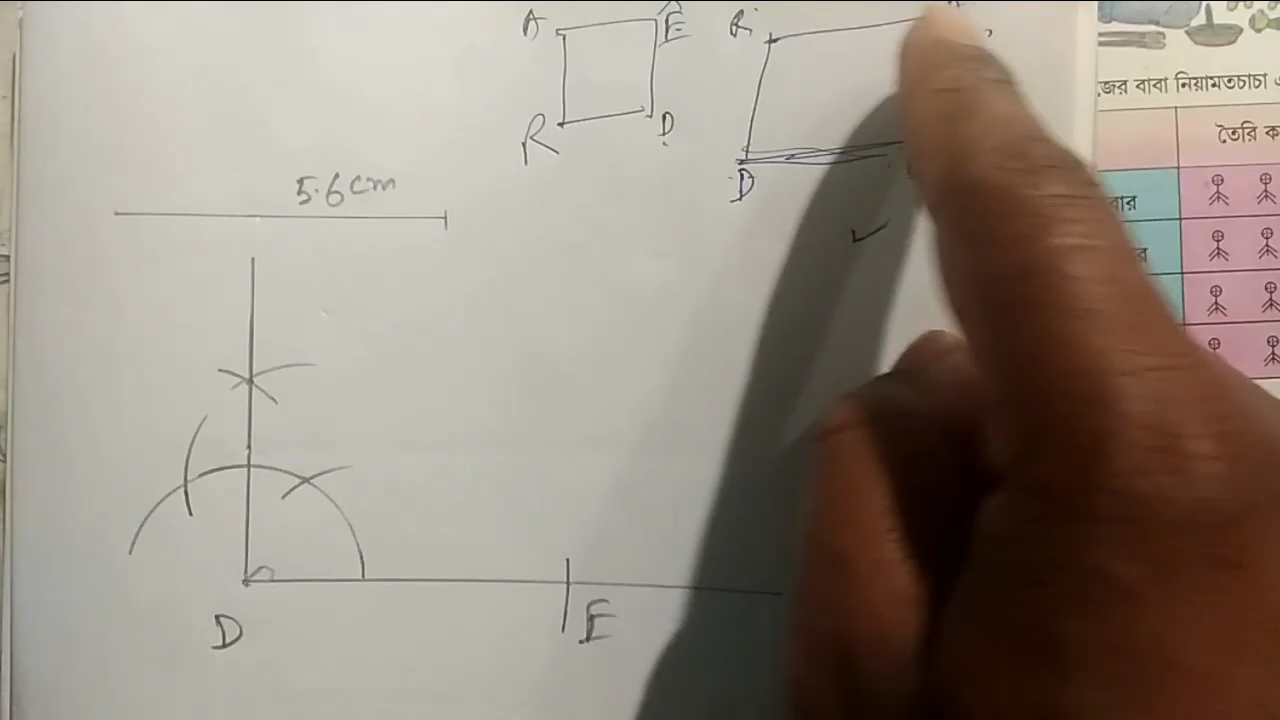 A E R
R D D
5.6cm
D E
জের বাবা নিয়ামতচাচা
তৈরি ক
বার
র